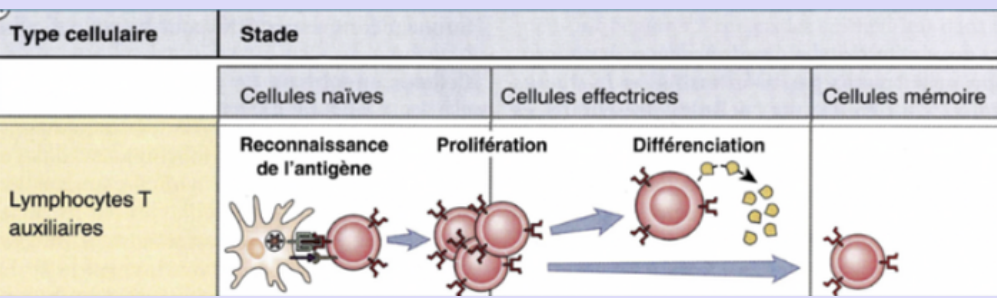 Type cellulaire
Stade
Cellules naïves
Cellules effectrices
Cellules mémoire
Reconnaissance
de l'antigène
Prolifération
Différenciation
Lymphocytes T
auxiliaires